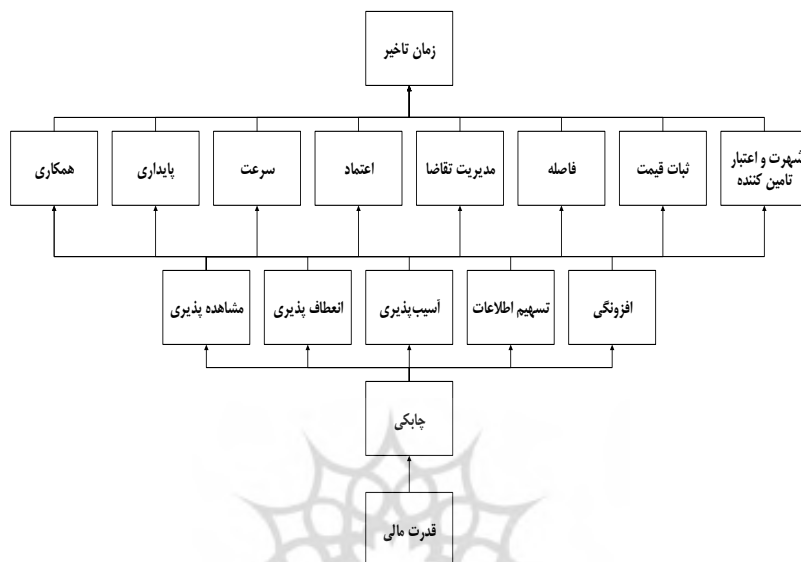 زمان تاخیر
شهرت و اعتبار
تامین کننده
ثبات قیمت
فاصله
مدیریت تقاضا
اعتماد
سرعت
پایداری
همکاری
افزونگی
تسهیم اطلاعات
آسیب‌پذیری
انعطاف پذیری
مشاهده پذیری
چابکی
قدرت مالی